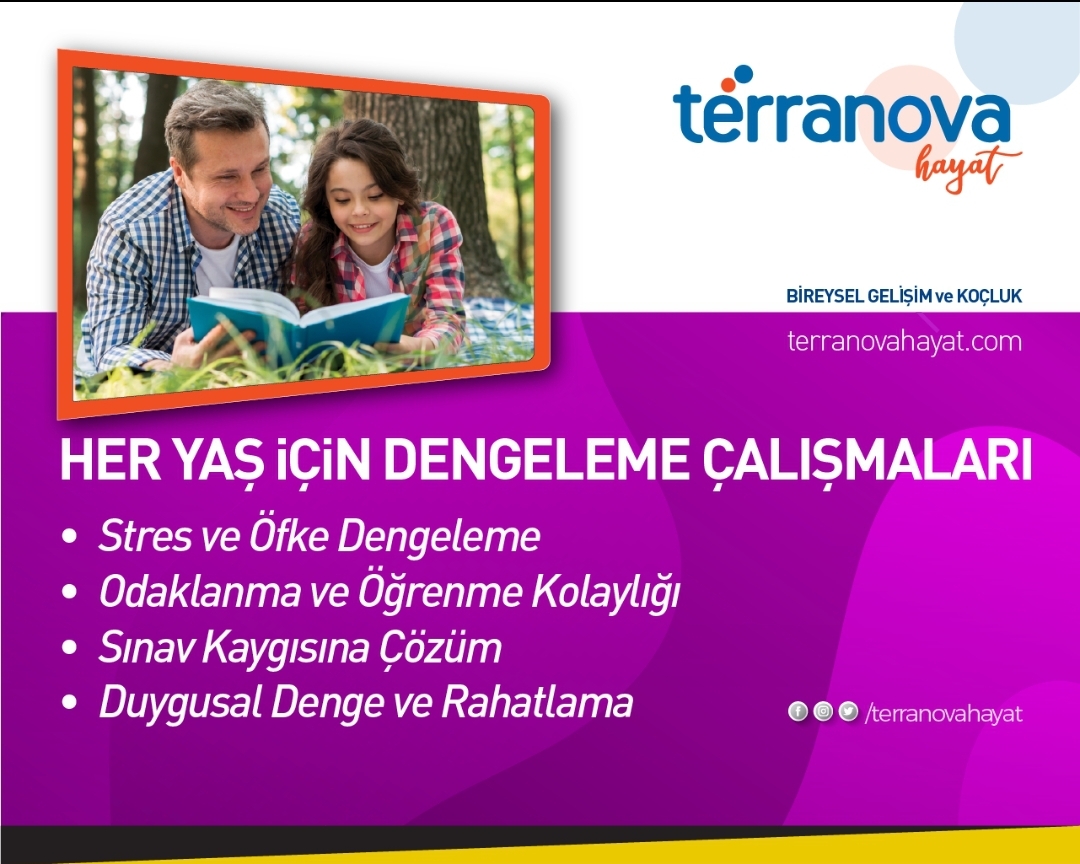 terranova
hayat
BİREYSEL GELİŞİM ve KOÇLUK
terranovahayat.com
HER YAŞ İÇİN DENGELEME ÇALIŞMALARI
• Stres ve Öfke Dengeleme
• Odaklanma ve Öğrenme Kolaylığı
• Sınav Kaygısına Çözüm
• Duygusal Denge ve Rahatlama
/terranovahayat